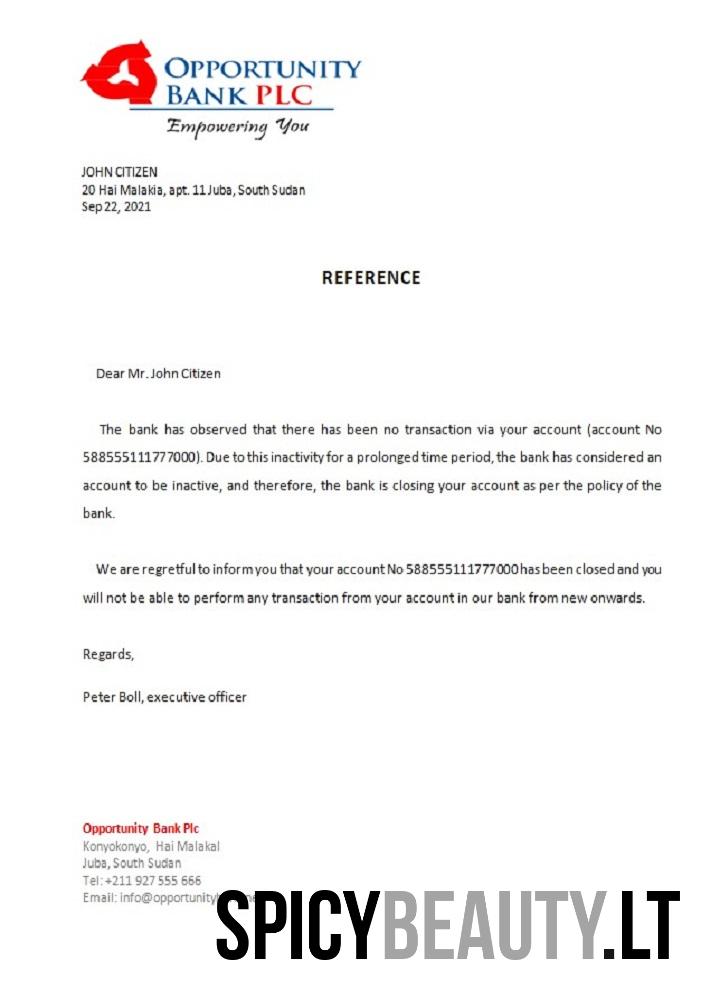 OPPORTUNITY
BANK PLC
Empowering You
JOHN CITIZEN
20 Hai Malakia, apt. 11 Juba, South Sudan
Sep 22, 2021
REFERENCE
Dear Mr. John Citizen
The bank has observed that there has been no transaction via your account (account No
588555111777000). Due to this inactivity for a prolonged time period, the bank has considered an
account to be inactive, and therefore, the bank is closing your account as per the policy of the
bank.
We are regretful to inform you that your account No 588555111777000 has been closed and you
will not be able to perform any transaction from your account in our bank from new onwards.
Regards,
Peter Boll, executive officer
Opportunity Bank Plc
Konyokonyo, Hai Malakal
Juba, South Sudan
Tel: +211 927 555 666
Email: info@opportunity
SPICYBEAUTY.LT